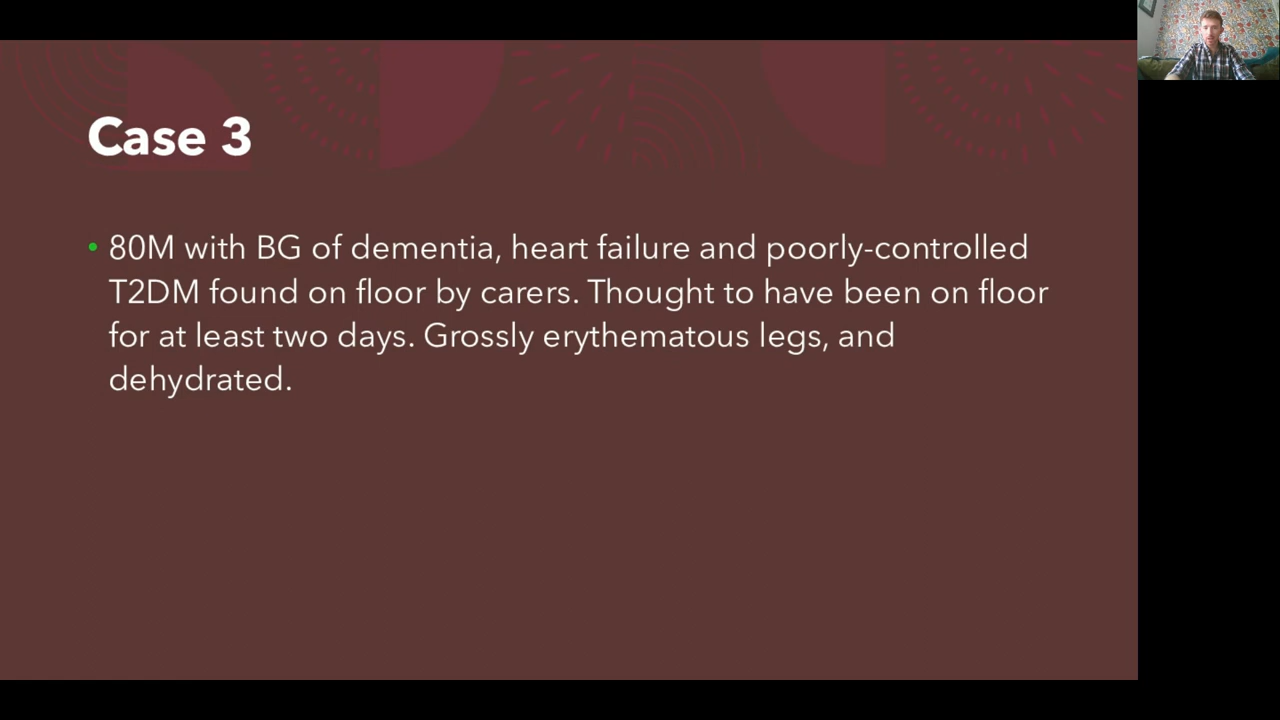 Case 3
• 80M with BG of dementia, heart failure and poorly-controlled
T2DM found on floor by carers. Thought to have been on floor
for at least two days. Grossly erythematous legs, and
dehydrated.